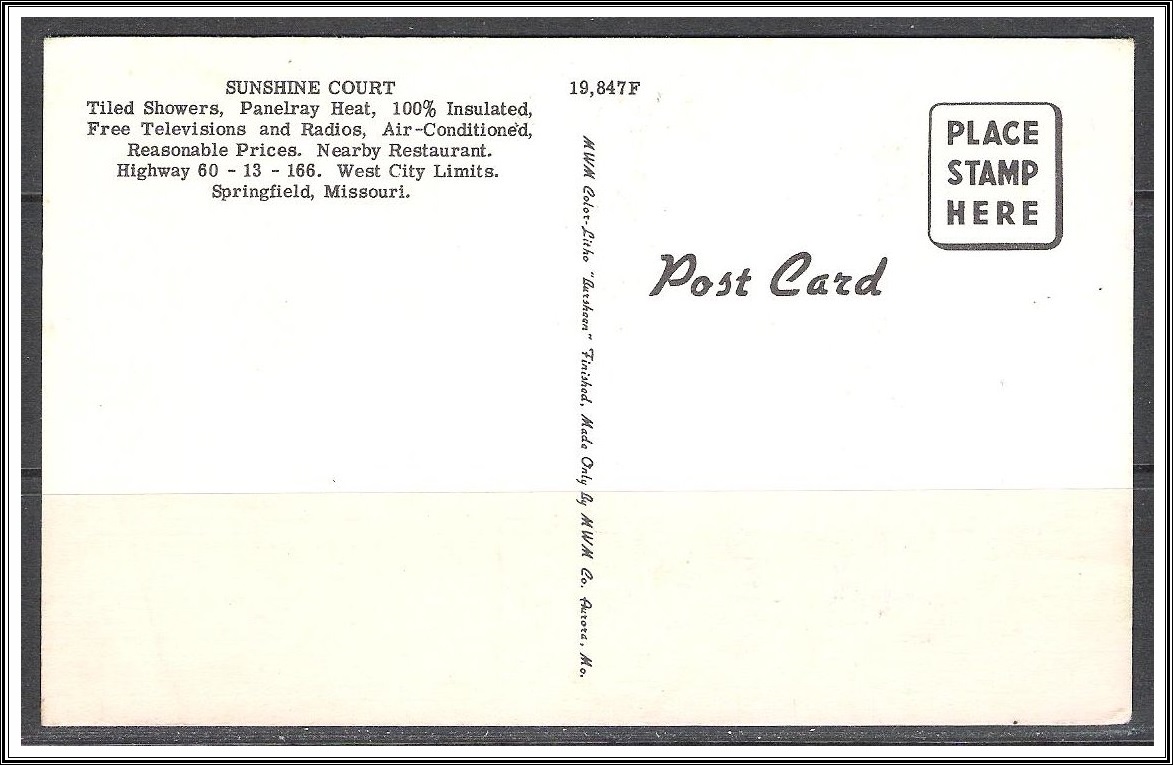 SUNSHINE COURT
Tiled Showers, Panelray Heat, 100% Insulated,
Free Televisions and Radios, Air-Conditioned,
Reasonable Prices. Nearby Restaurant.
Highway 60 - 13 - 166. West City Limits.
Springfield, Missouri.
19,847F
MWM Color-Litho "Bursheen" Finished, Made Only By MWM Co. Aurora, Mo.
PLACE
STAMP
HERE
Post Card